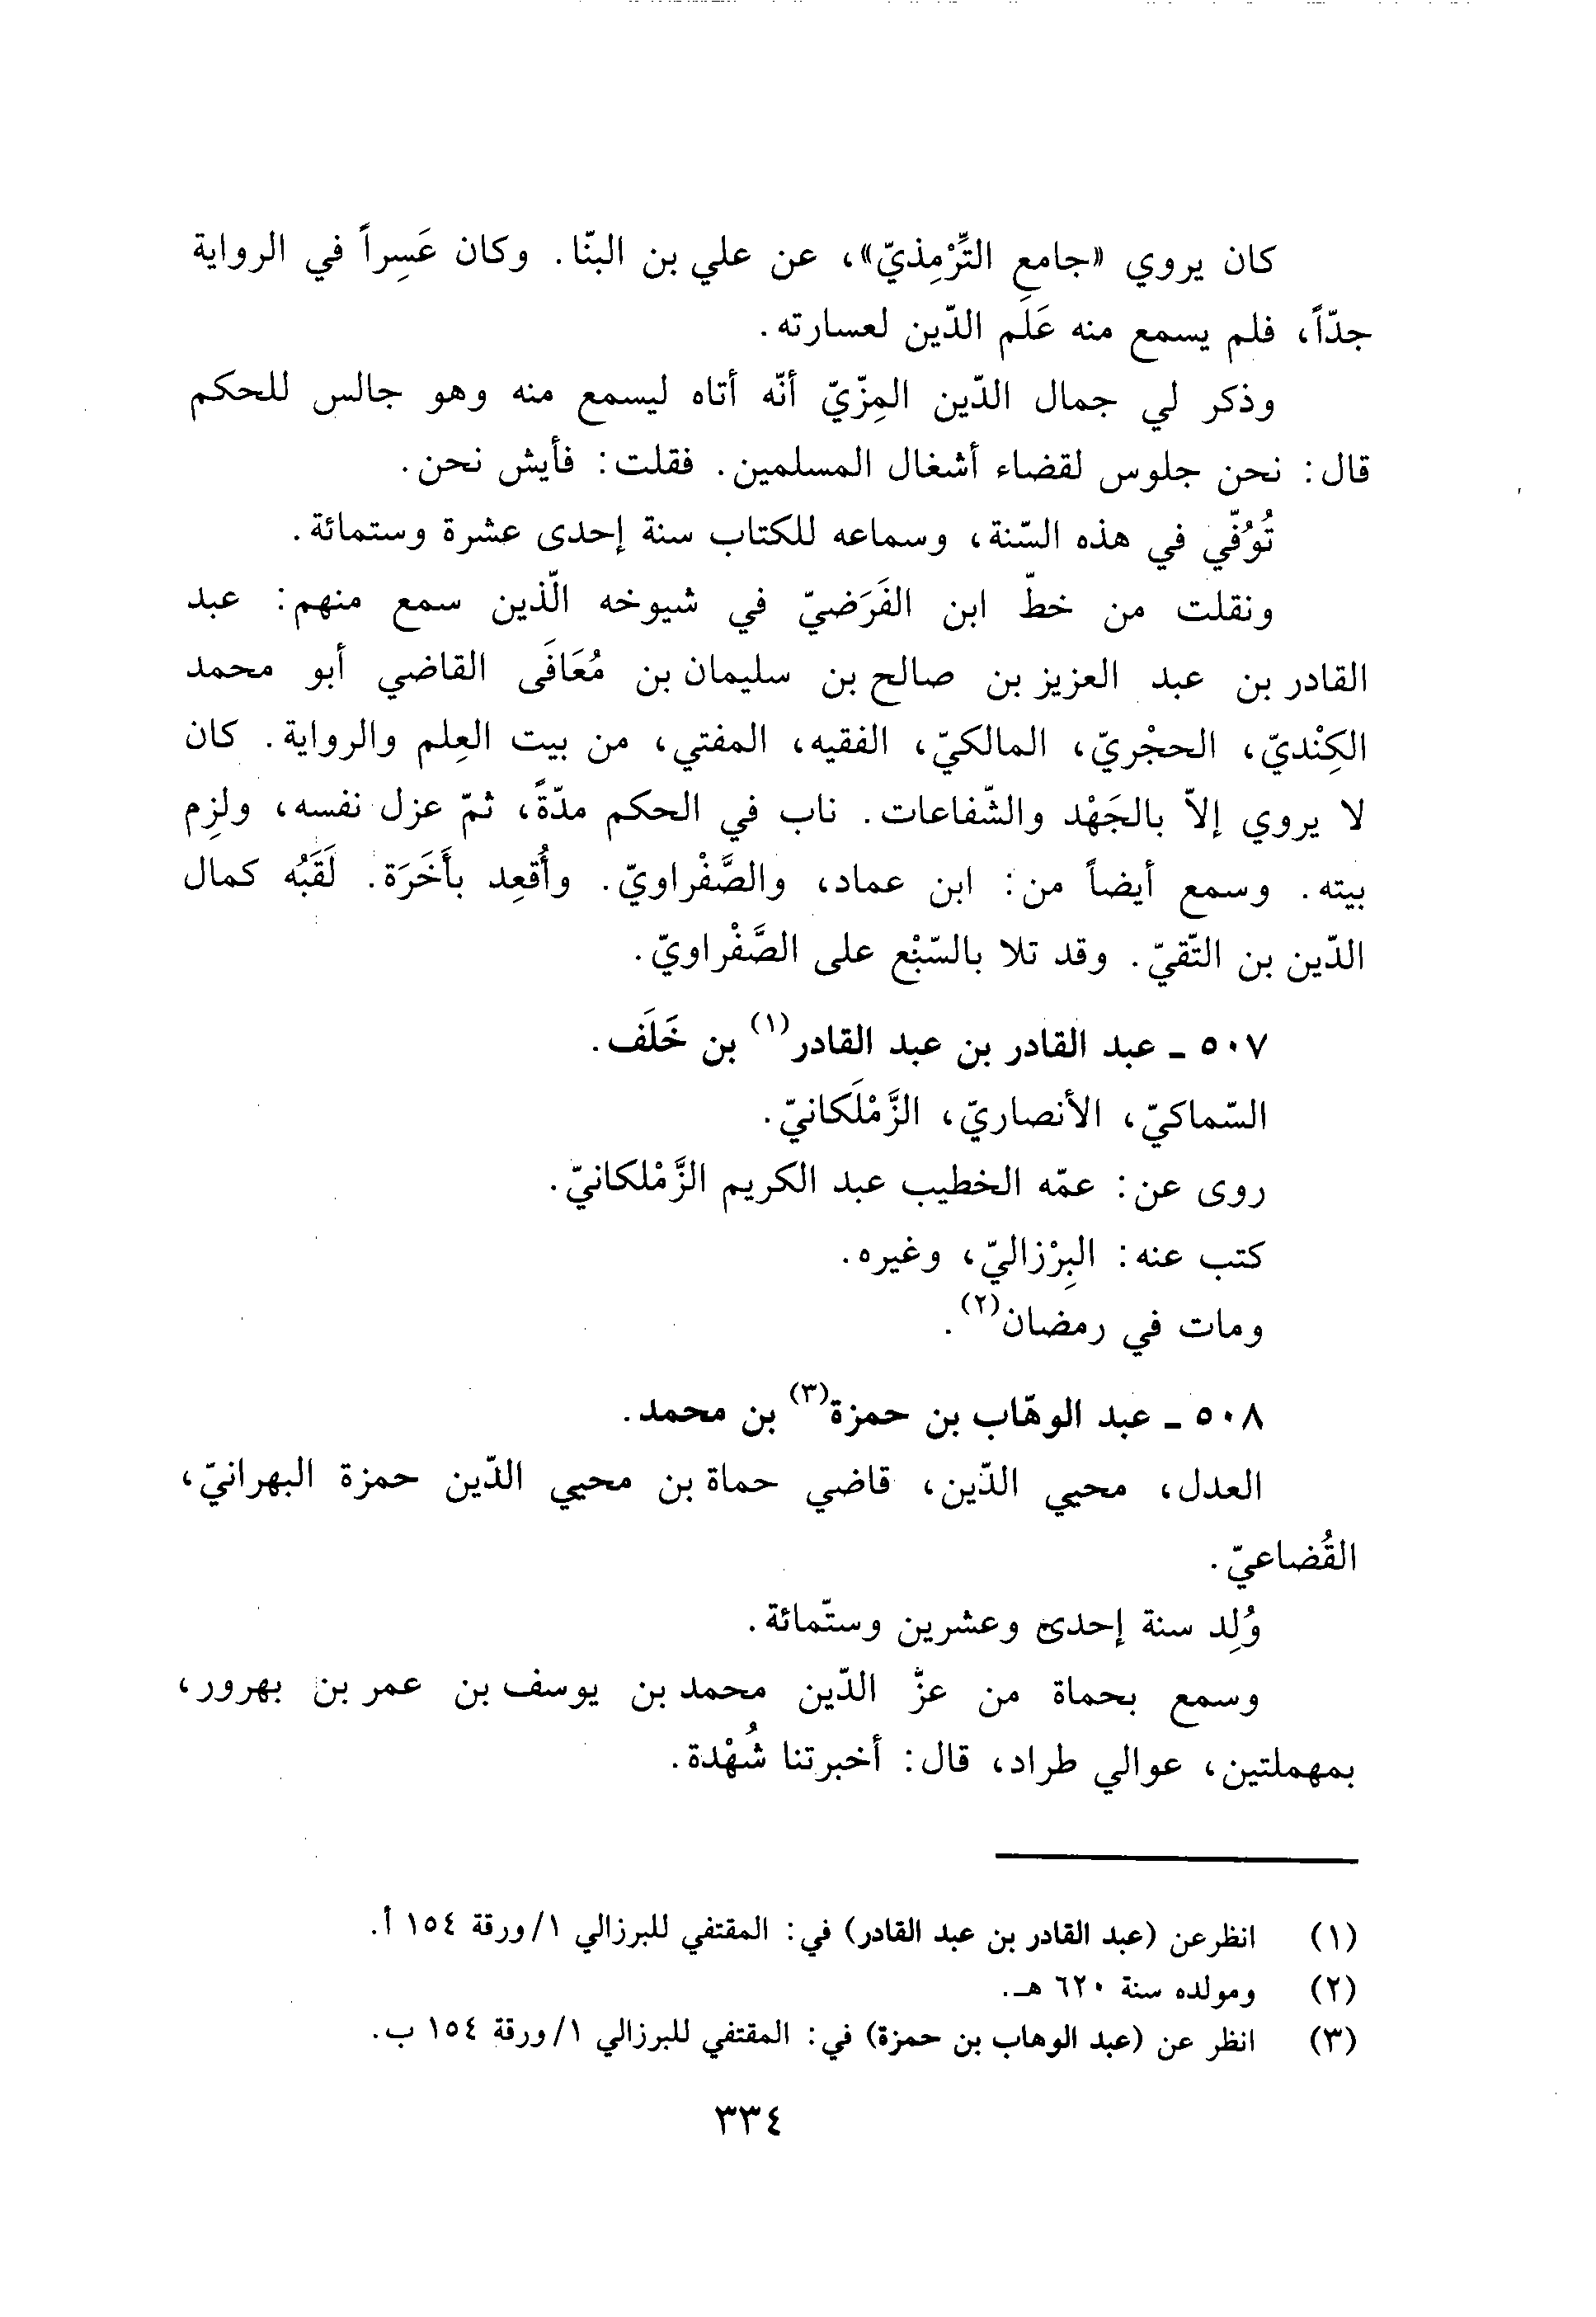 كان يروي «جامع التِّرْمِذيّ»، عن علي بن البنّا. وكان عَسِراً في الرواية
جدّاً، فلم يسمع منه عَلَم الدّين لعسارته.
وذكر لي جمال الدّين المِزّيّ أنّه أتاه ليسمع منه وهو جالس للحكم
قال: نحن جلوس لقضاء أشغال المسلمين. فقلت: فأيش نحن.
تُوُفّي في هذه السّنة، وسماعه للكتاب سنة إحدى عشرة وستمائة.
ونقلت من خطّ ابن الفَرَضيّ في شيوخه الّذين سمع منهم: عبد
القادر بن عبد العزيز بن صالح بن سليمان بن مُعَافَى القاضي أبو محمد
الكِنْديّ، الحجْريّ، المالكيّ، الفقيه، المفتي، من بيت العِلم والرواية. كان
لا يروي إلاّ بالجَهْد والشّفاعات. ناب في الحكم مدّةً، ثمّ عزل نفسه، ولزِم
بيته. وسمع أيضاً من: ابن عماد، والصَّفْراويّ. وأُقعِد بأَخَرَة. لَقَبُه كمال
الدّين بن التّقيّ. وقد تلا بالسّبْع على الصَّفْراويّ.
٥٠٧ ـ عبد القادر بن عبد القادر(١) بن خَلَف.
السّماكيّ، الأنصاريّ، الزَّمْلَكانيّ.
روى عن: عمّه الخطيب عبد الكريم الزَّمْلكانيّ.
كتب عنه: البِرْزاليّ، وغيره.
ومات في رمضان(٢).
٥٠٨ ـ عبد الوهّاب بن حمزة(٣) بن محمد.
العدل، محيي الدّين، قاضي حماة بن محيي الدّين حمزة البهرانيّ،
القُضاعيّ.
وُلِد سنة إحدى وعشرين وستّمائة.
وسمع بحماة من عزّ الدّين محمد بن يوسف بن عمر بن بهرور،
بمهملتين، عوالي طراد، قال: أخبرتنا شُهْدة.
(١) انظر عن (عبد القادر بن عبد القادر) في: المقتفي للبرزالي ١/ورقة ١٥٤ أ.
(٢) ومولده سنة ٦٢٠ هـ.
(٣) انظر عن (عبد الوهاب بن حمزة) في: المقتفي للبرزالي ١/ورقة ١٥٤ ب.
٣٣٤